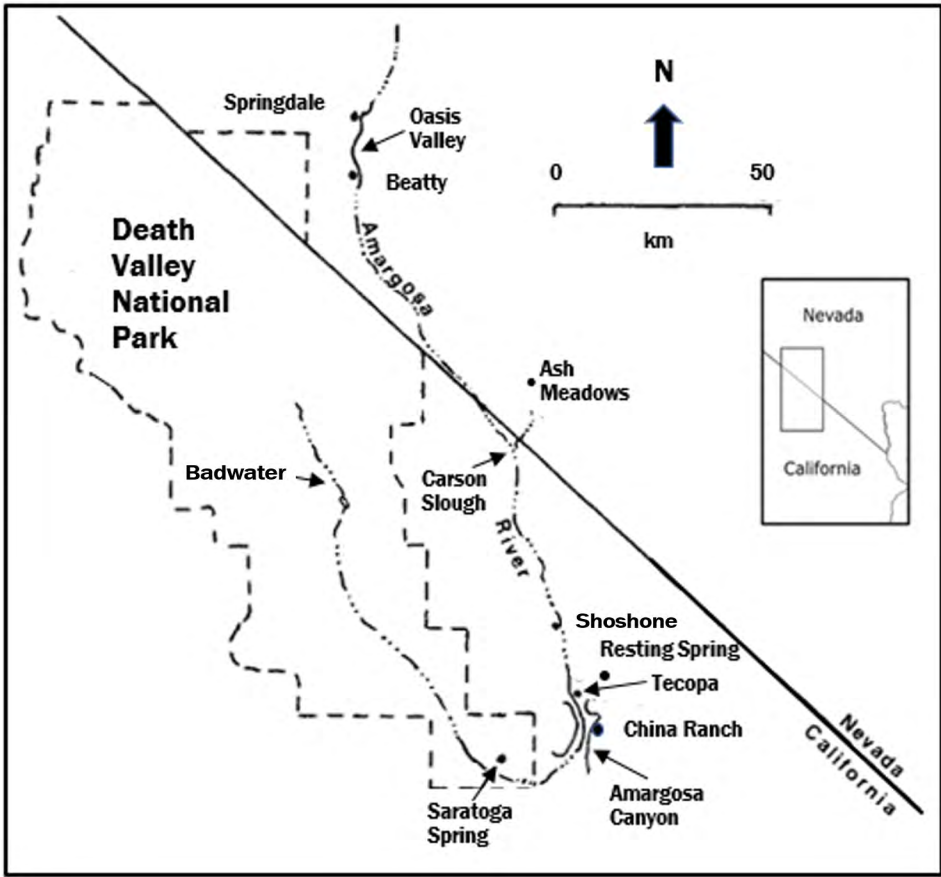 N
Springdale
Oasis
Valley
0 50
km
Beatty
Death
Valley
National
Park
Amargosa
Nevada
California
Ash
Meadows
Badwater
Carson
Slough
River
Shoshone
Resting Spring
Tecopa
China Ranch
Amargosa
Canyon
Saratoga
Spring
Nevada
California